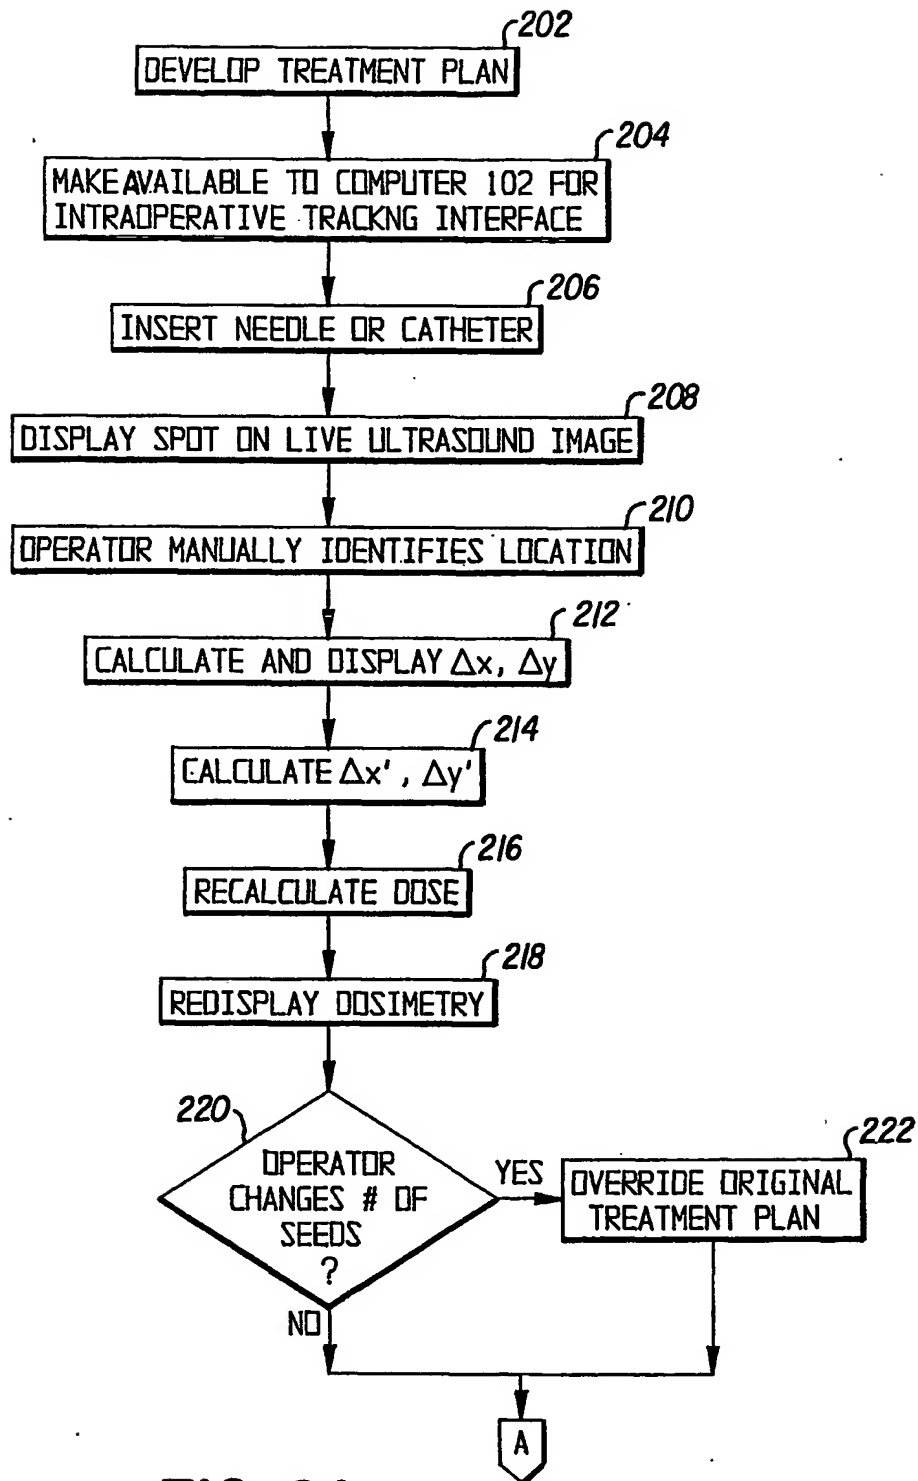 202
DEVELOP TREATMENT PLAN
204
MAKE AVAILABLE TO COMPUTER 102 FOR
INTRAOPERATIVE TRACKNG INTERFACE
206
INSERT NEEDLE OR CATHETER
208
DISPLAY SPOT ON LIVE ULTRASOUND IMAGE
210
OPERATOR MANUALLY IDENTIFIES LOCATION
212
CALCULATE AND DISPLAY Δx, Δy
214
CALCULATE Δx', Δy'
216
RECALCULATE DOSE
218
REDISPLAY DOSIMETRY
220
OPERATOR
CHANGES # OF
SEEDS
?
YES
222
OVERRIDE ORIGINAL
TREATMENT PLAN
NO
A